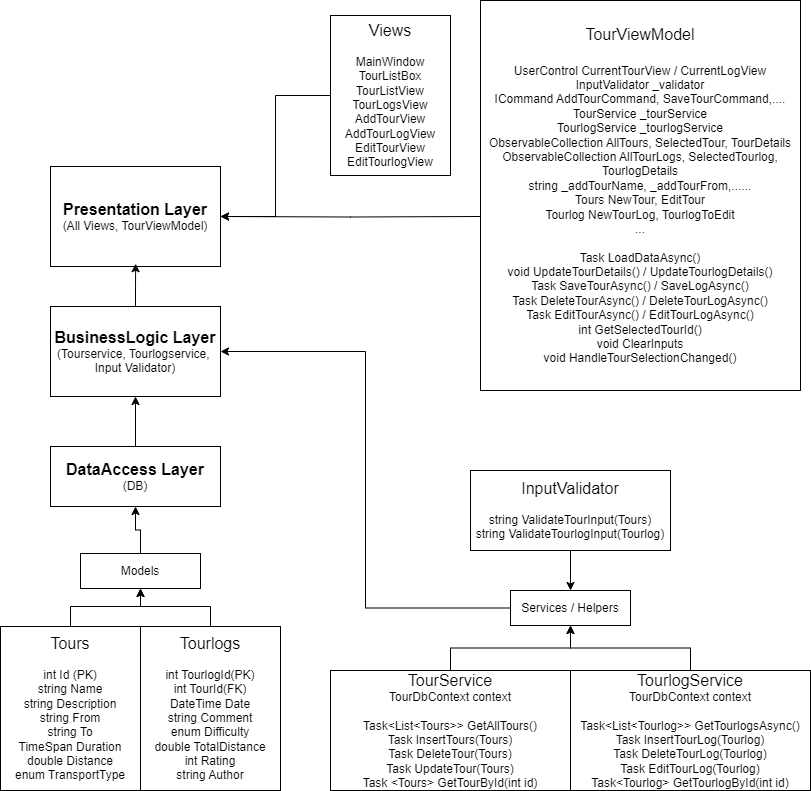 Views
MainWindow
TourListBox
TourListView
TourLogsView
AddTourView
AddTourLogView
EditTourView
EditTourlogView
TourViewModel
UserControl CurrentTourView / CurrentLogView
InputValidator _validator
ICommand AddTourCommand, SaveTourCommand,....
TourService _tourService
TourlogService _tourlogService
ObservableCollection AllTours, SelectedTour, TourDetails
ObservableCollection AllTourLogs, SelectedTourlog,
TourlogDetails
string _addTourName, _addTourFrom,......
Tours NewTour, EditTour
Tourlog NewTourLog, TourlogToEdit
...
Task LoadDataAsync()
void UpdateTourDetails() / UpdateTourlogDetails()
Task SaveTourAsync() / SaveLogAsync()
Task DeleteTourAsync() / DeleteTourLogAsync()
Task EditTourAsync() / EditTourLogAsync()
int GetSelectedTourId()
void ClearInputs
void HandleTourSelectionChanged()
Presentation Layer
(All Views, TourViewModel)
BusinessLogic Layer
(Tourservice, Tourlogservice,
Input Validator)
DataAccess Layer
(DB)
Models
Tours
int Id (PK)
string Name
string Description
string From
string To
TimeSpan Duration
double Distance
enum TransportType
Tourlogs
int TourlogId(PK)
int TourId(FK)
DateTime Date
string Comment
enum Difficulty
double TotalDistance
int Rating
string Author
InputValidator
string ValidateTourInput(Tours)
string ValidateTourlogInput(Tourlog)
Services / Helpers
TourService
TourDbContext context
Task<List<Tours>> GetAllTours()
Task InsertTours(Tours)
Task DeleteTour(Tours)
Task UpdateTour(Tours)
Task <Tours> GetTourById(int id)
TourlogService
TourDbContext context
Task<List<Tourlog>> GetTourlogsAsync()
Task InsertTourLog(Tourlog)
Task DeleteTourLog(Tourlog)
Task EditTourLog(Tourlog)
Task<Tourlog> GetTourlogById(int id)